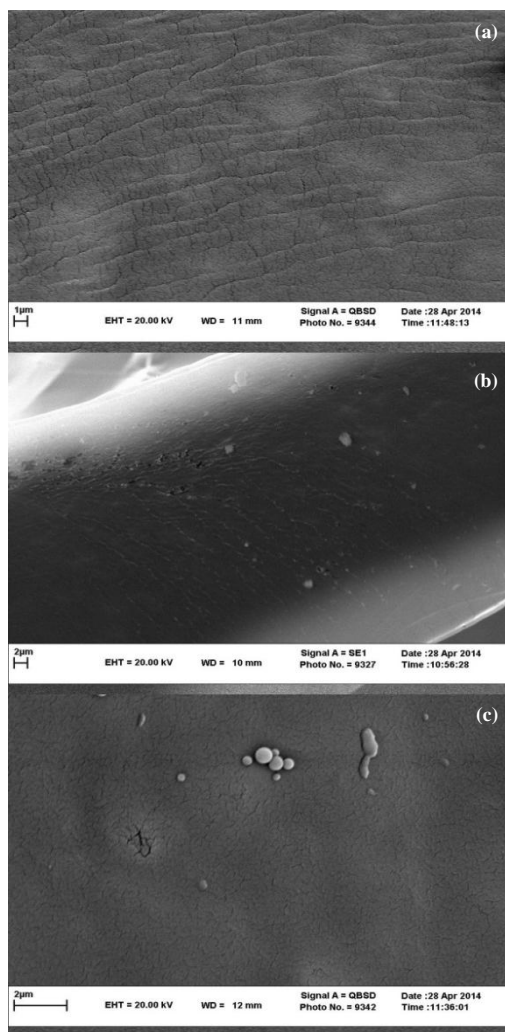 (a)
1µm
EHT = 20.00 kV WD = 11 mm Signal A = QBSD Date :28 Apr 2014
Photo No. = 9344 Time :11:48:13
(b)
2µm
EHT = 20.00 kV WD = 10 mm Signal A = SE1 Date :28 Apr 2014
Photo No. = 9327 Time :10:56:28
(c)
2µm
EHT = 20.00 kV WD = 12 mm Signal A = QBSD Date :28 Apr 2014
Photo No. = 9342 Time :11:36:01